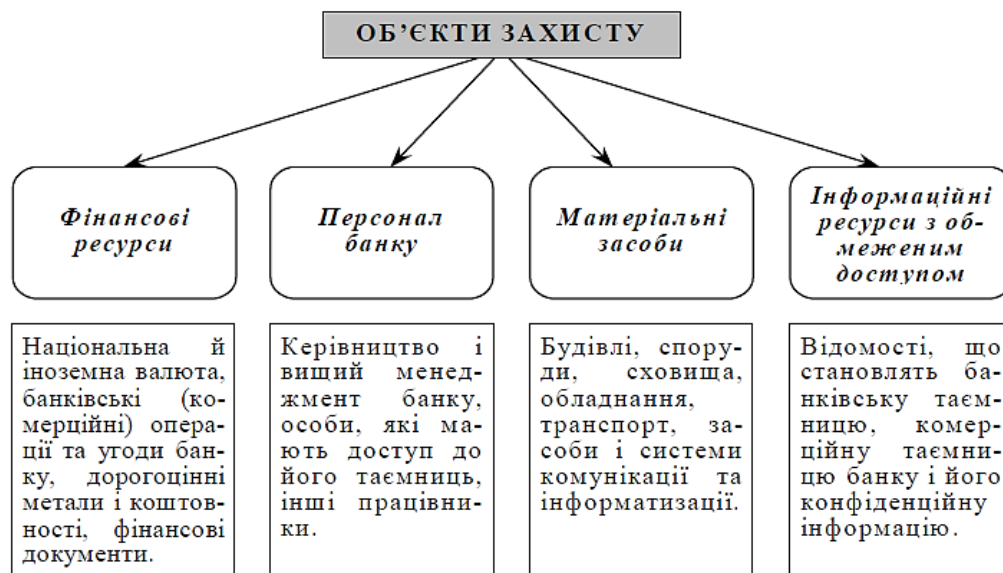 ОБ’ЄКТИ ЗАХИСТУ
Фінансові
ресурси
Персонал
банку
Матеріальні
засоби
Інформаційні
ресурси з об-
меженим
доступом
Національна й
іноземна валюта,
банківські (ко-
мерційні) опера-
ції та угоди бан-
ку, дорогоцінні
метали і коштов-
ності, фінансові
документи.
Керівництво і
вищий менед-
жмент банку,
особи, які ма-
ють доступ до
його таємниць,
інші працівни-
ки.
Будівлі, спору-
ди, сховища,
обладнання,
транспорт, за-
соби і системи
комунікації та
інформатизації.
Відомості, що
становлять бан-
ківську таєм-
ницю, комер-
ційну таємни-
цю банку і його
конфіденційну
інформацію.